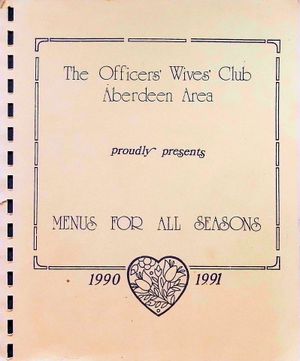 The Officers' Wives' Club
Aberdeen Area
proudly presents
MENUS FOR ALL SEASONS
1990 1991